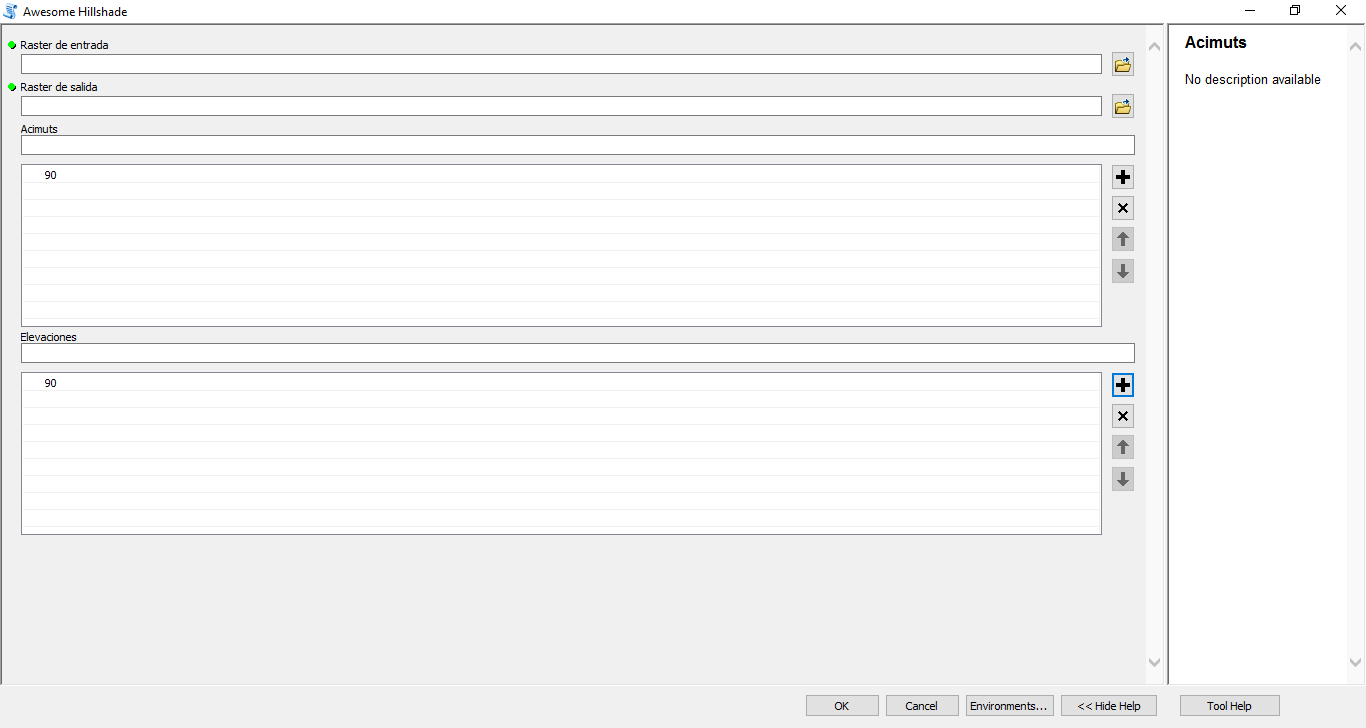 Awesome Hillshade
Raster de entrada
Raster de salida
Acimuts
90
Elevaciones
90
Acimuts
No description available
OK
Cancel
Environments...
<< Hide Help
Tool Help